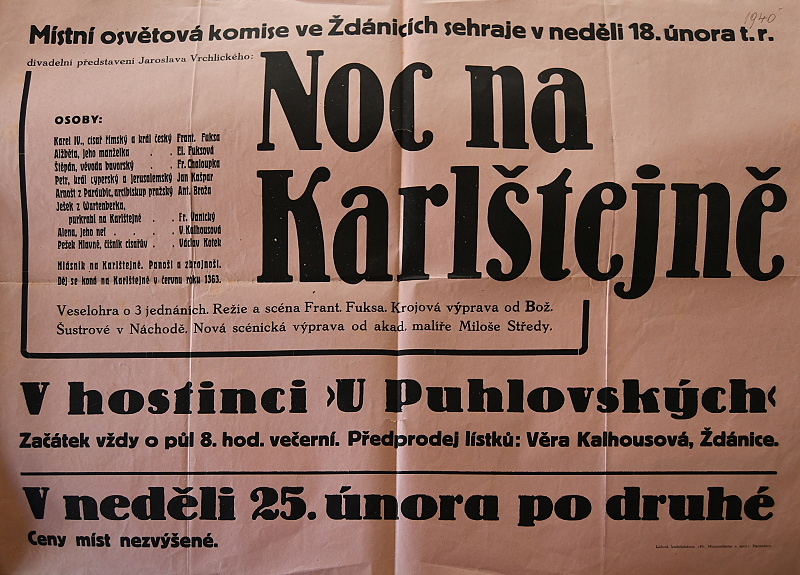 1940
Místní osvětová komise ve Ždánicích sehraje v neděli 18. února t. r.
divadelní představení Jaroslava Vrchlického:
Noc na
Karlštejně
OSOBY:
Karel IV., císař římský a král český Frant. Fuksa
Alžběta, jeho manželka . . El. Fuksová
Štěpán, vévoda bavorský . Fr. Chaloupka
Petr, král cyperský a jerusalemský Jan Kašpar
Arnošt z Pardubic, arcibiskup pražský Ant. Broža
Ješek z Wartenberka,
purkrabí na Karlštejně . . Fr. Vanický
Alena, jeho neť . . . . V. Kalhousová
Pešek Hlavně, číšník císařův . . Václav Kotek
Hlásník na Karlštejně. Panoši a zbrojnoši.
Děj se koná na Karlštejně v červnu roku 1363.
Veselohra o 3 jednáních. Režie a scéna Frant. Fuksa. Krojová výprava od Bož.
Šustrové v Náchodě. Nová scénická výprava od akad. malíře Miloše Středy.
V hostinci ›U Puhlovských‹
Začátek vždy o půl 8. hod. večerní. Předprodej lístků: Věra Kalhousová, Ždánice.
V neděli 25. února po druhé
Ceny míst nezvýšené.